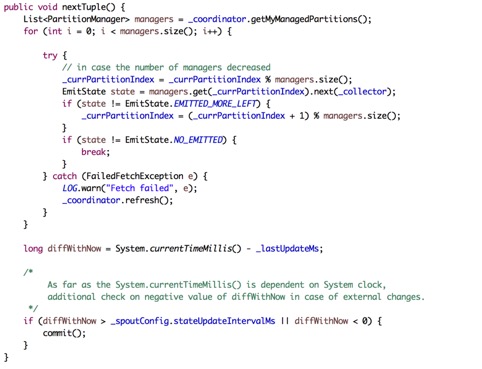 public void nextTuple() {
List<PartitionManager> managers = _coordinator.getMyManagedPartitions();
for (int i = 0; i < managers.size(); i++) {
try {
// in case the number of managers decreased
_currPartitionIndex = _currPartitionIndex % managers.size();
EmitState state = managers.get(_currPartitionIndex).next(_collector);
if (state != EmitState.EMITTED_MORE_LEFT) {
_currPartitionIndex = (_currPartitionIndex + 1) % managers.size();
}
if (state != EmitState.NO_EMITTED) {
break;
}
} catch (FailedFetchException e) {
LOG.warn("Fetch failed", e);
_coordinator.refresh();
}
}
long diffWithNow = System.currentTimeMillis() - _lastUpdateMs;
/*
As far as the System.currentTimeMillis() is dependent on System clock,
additional check on negative value of diffWithNow in case of external changes.
*/
if (diffWithNow > _spoutConfig.stateUpdateIntervalMs || diffWithNow < 0) {
commit();
}
}